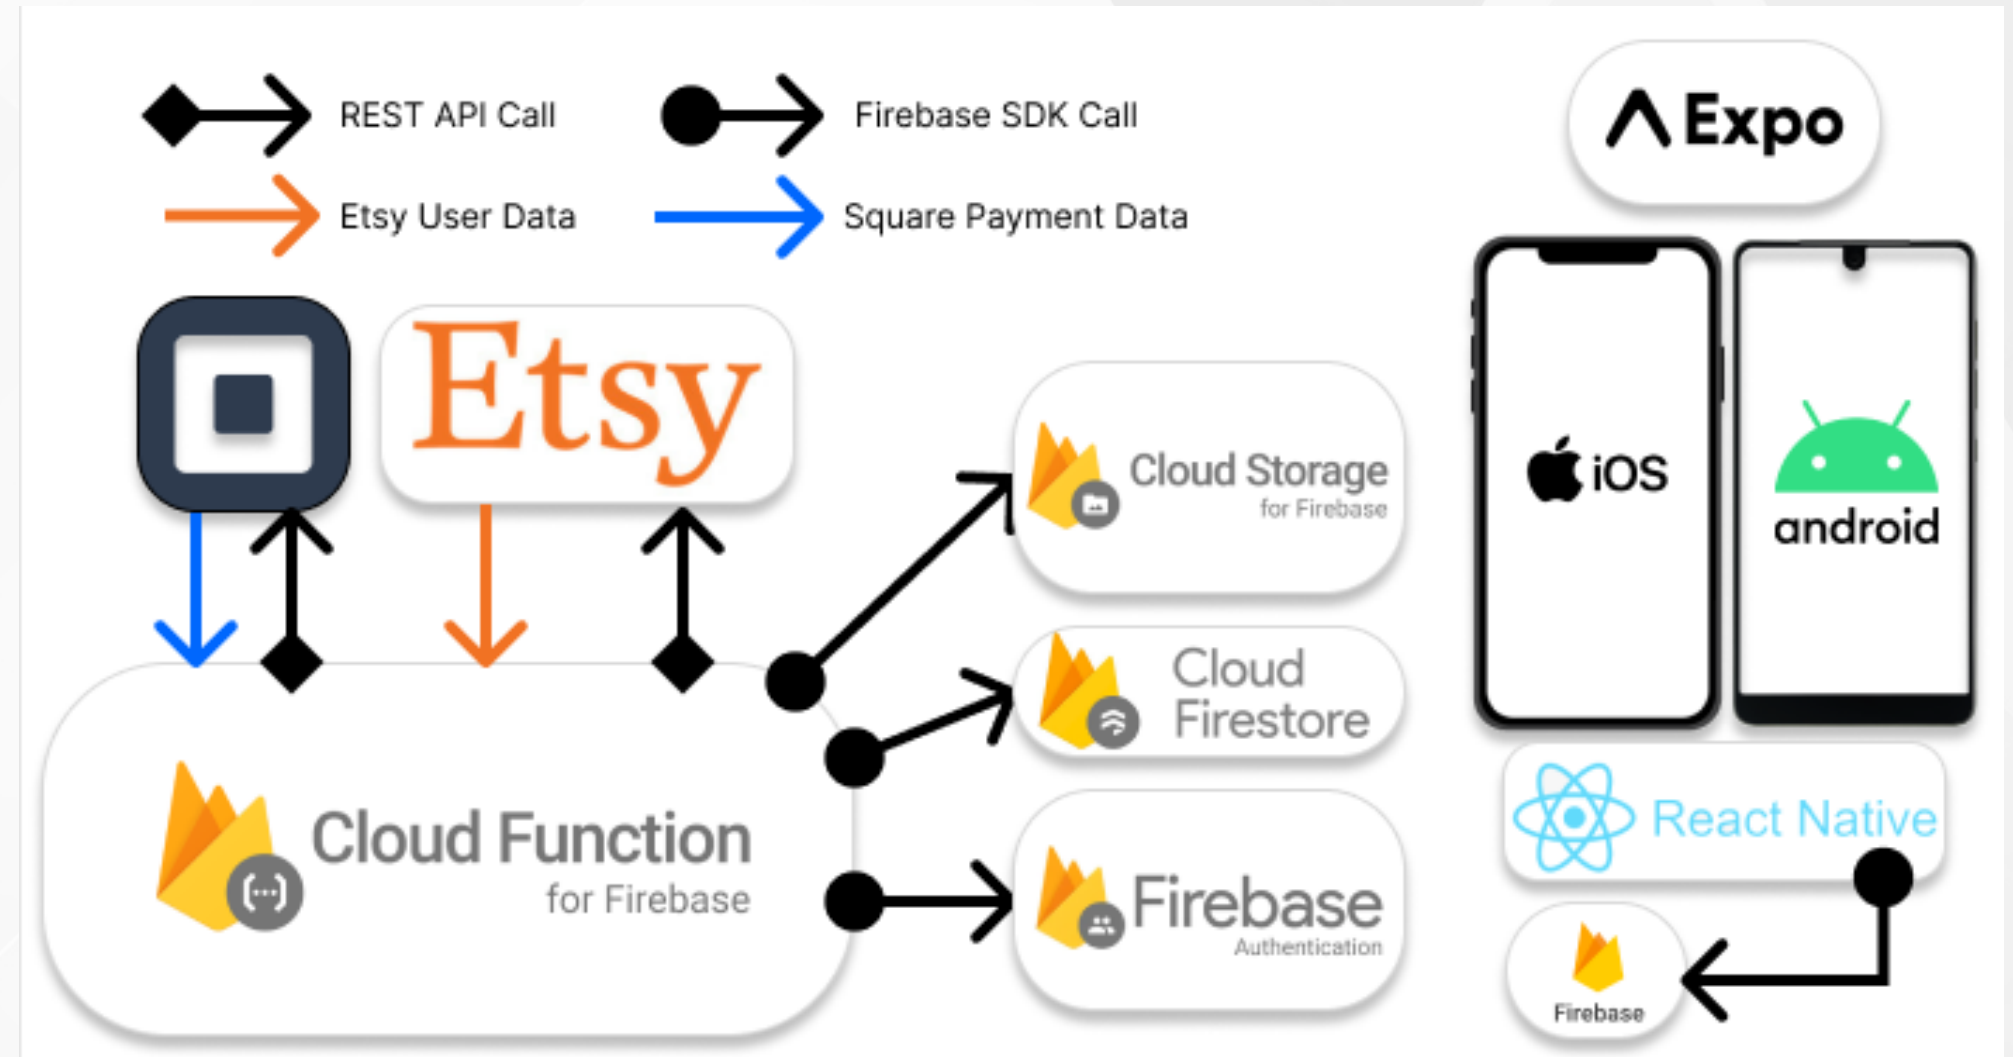 REST API Call
Firebase SDK Call
Etsy User Data
Square Payment Data
Expo
Etsy
Cloud Storage
for Firebase
iOS
android
Cloud
Firestore
React Native
Cloud Function
for Firebase
Firebase
Authentication
Firebase